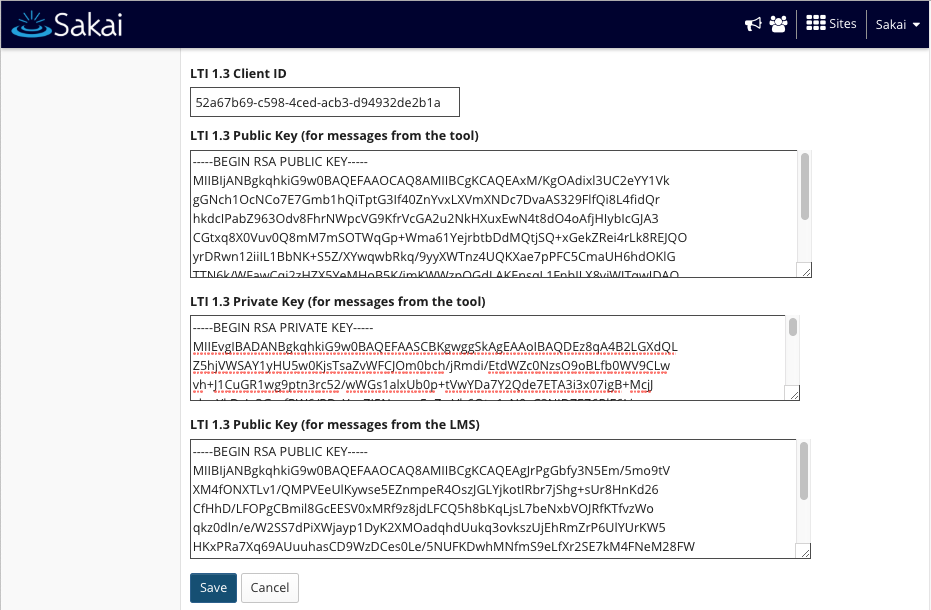 Sakai
Sites
Sakai
LTI 1.3 Client ID
52a67b69-c598-4ced-acb3-d94932de2b1a
LTI 1.3 Public Key (for messages from the tool)
-----BEGIN RSA PUBLIC KEY-----
MIIBIjANBgkqhkiG9w0BAQEFAAOCAQ8AMIIBCgKCAQEAxM/KgOAdixl3UC2eYY1Vk
gGNch1OcNCo7E7Gmb1hQiTptG3If40ZnYvxLXVmXNDc7DvaAS329FlfQi8L4fidQr
hkdcIPabZ963Odv8FhrNWpcVG9KfrVcGA2u2NkHXuxEwN4t8dO4oAfjHIybIcGJA3
CGtxq8X0Vuv0Q8mM7mSOTWqGp+Wma61YejrbtbDdMQtjSQ+xGekZRei4rLk8REJQO
yrDRwn12iiIL1BbNK+S5Z/XYwqwbRkq/9yyXWTnz4UQKXae7pPFC5CmaUH6hdOKlG
LTI 1.3 Private Key (for messages from the tool)
-----BEGIN RSA PRIVATE KEY-----
MIIEvgIBADANBgkqhkiG9w0BAQEFAASCBKgwggSkAgEAAoIBAQDEz8qA4B2LGXdQL
Z5hjVWSAY1yHU5w0KjsTsaZvWFCJOm0bch/jRmdi/EtdWZc0NzsO9oBLfb0WV9CLw
vh+J1CuGR1wg9ptn3rc52/wWGs1alxUb0p+tVwYDa7Y2Qde7ETA3i3x07igB+McjJ
LTI 1.3 Public Key (for messages from the LMS)
-----BEGIN RSA PUBLIC KEY-----
MIIBIjANBgkqhkiG9w0BAQEFAAOCAQ8AMIIBCgKCAQEAgJrPgGbfy3N5Em/5mo9tV
XM4fONXTLv1/QMPVEeUlKywse5EZnmpeR4OszJGLYjkotIRbr7jShg+sUr8HnKd26
CfHhD/LFOPgCBmil8GcEESV0xMRf9z8jdLFCQ5h8bKqLjsL7beNxbVOJRfKTfvzWo
qkz0dln/e/W2SS7dPiXWjayp1DyK2XMOadqhdUukq3ovkszUjEhRmZrP6UlYUrKW5
HKxPRa7Xq69AUuuhasCD9WzDCes0Le/5NUFKDwhMNfmS9eLfXr2SE7kM4FNeM28FW
Save
Cancel